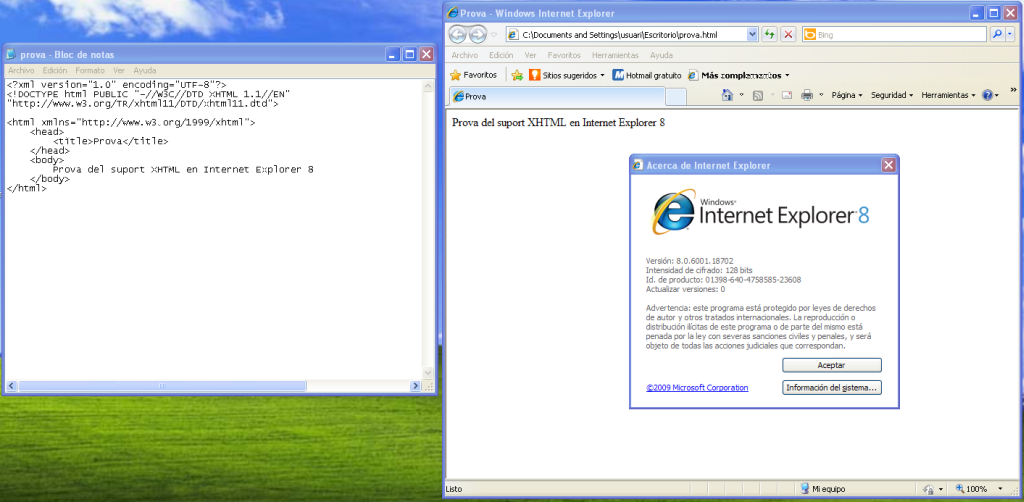 prova - Bloc de notas
Archivo Edición Formato Ver Ayuda
<?xml version="1.0" encoding="UTF-8"?>
<!DOCTYPE html PUBLIC "-//W3C//DTD XHTML 1.1//EN"
"http://www.w3.org/TR/xhtml11/DTD/xhtml11.dtd">
<html xmlns="http://www.w3.org/1999/xhtml">
<head>
<title>Prova</title>
</head>
<body>
Prova del suport XHTML en Internet Explorer 8
</body>
</html>
Prova - Windows Internet Explorer
C:\Documents and Settings\usuari\Escritorio\prova.html
Bing
Archivo Edición Ver Favoritos Herramientas Ayuda
Favoritos Sitios sugeridos Hotmail gratuito Más complementos
Prova
Página Seguridad Herramientas
Prova del suport XHTML en Internet Explorer 8
Acerca de Internet Explorer
Windows®
Internet Explorer 8
Versión: 8.0.6001.18702
Intensidad de cifrado: 128 bits
Id. de producto: 01398-640-4758585-23608
Actualizar versiones: 0
Advertencia: este programa está protegido por leyes de derechos
de autor y otros tratados internacionales. La reproducción o
distribución ilícitas de este programa o de parte del mismo está
penada por la ley con severas sanciones civiles y penales, y será
objeto de todas las acciones judiciales que correspondan.
Aceptar
©2009 Microsoft Corporation
Información del sistema...
Listo
Mi equipo
100%